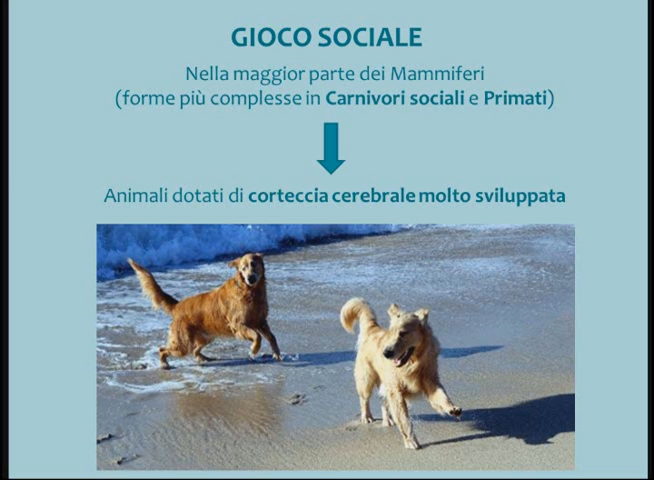 GIOCO SOCIALE
Nella maggior parte dei Mammiferi
(forme più complesse in Carnivori sociali e Primati)
Animali dotati di corteccia cerebrale molto sviluppata